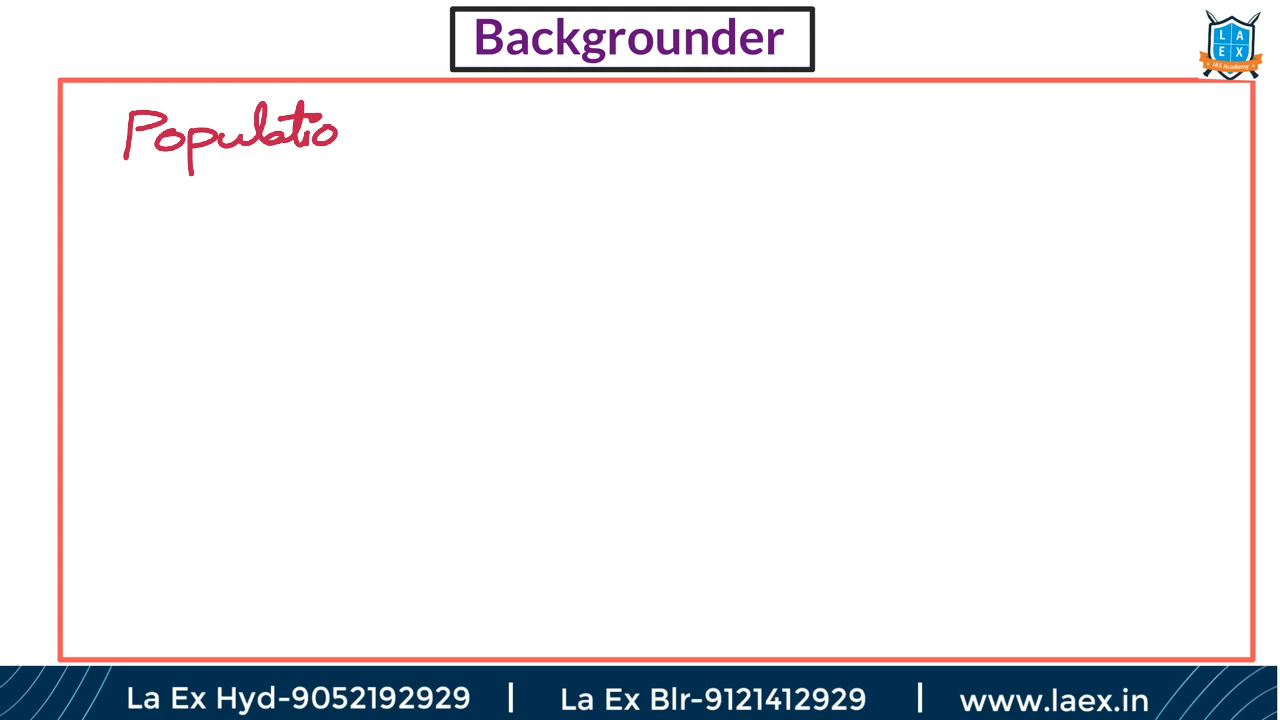 Backgrounder
L A
E X
IAS Academy
Populatio
La Ex Hyd-9052192929 | La Ex Blr-9121412929 | www.laex.in